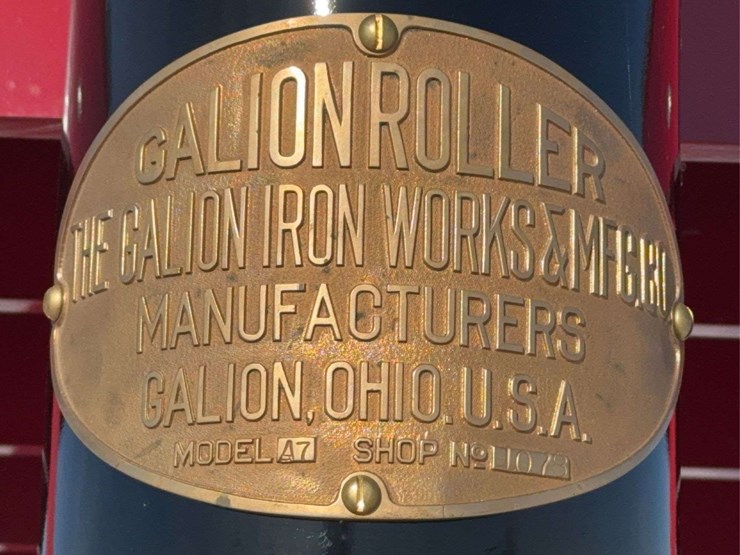 GALION ROLLER
THE GALION IRON WORKS & MFG. CO.
MANUFACTURERS
GALION, OHIO, U.S.A.
MODEL A7 SHOP Nº